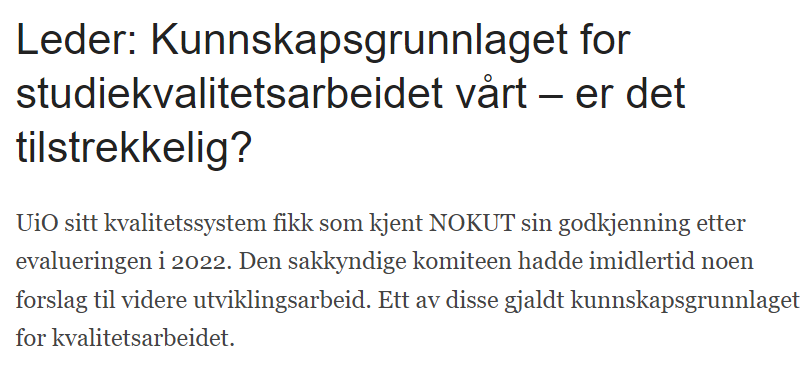 Leder: Kunnskapsgrunnlaget for
studiekvalitetsarbeidet vårt – er det
tilstrekkelig?
UiO sitt kvalitetssystem fikk som kjent NOKUT sin godkjenning etter
evalueringen i 2022. Den sakkyndige komiteen hadde imidlertid noen
forslag til videre utviklingsarbeid. Ett av disse gjaldt kunnskapsgrunnlaget
for kvalitetsarbeidet.